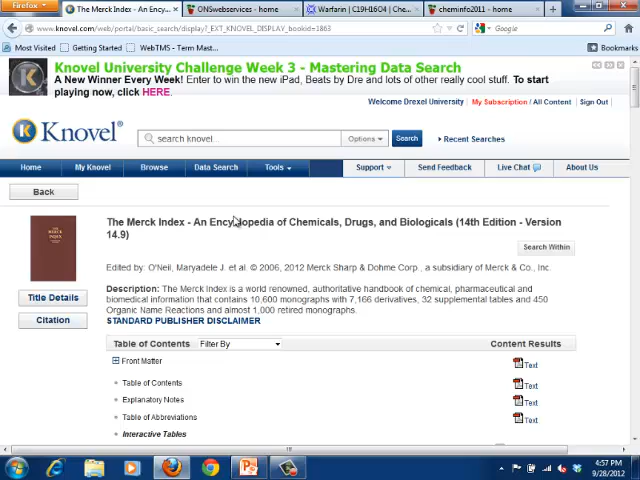 Firefox
The Merck Index - An Ency...
ONSwebservices - home
Warfarin | C19H16O4 | Che...
cheminfo2011 - home
www.knovel.com/web/portal/basic_search/display?_EXT_KNOVEL_DISPLAY_bookid=1863
Google
Most Visited
Getting Started
WebTMS - Term Mast...
Bookmarks
Knovel University Challenge Week 3 - Mastering Data Search
A New Winner Every Week! Enter to win the new iPad, Beats by Dre and lots of other really cool stuff. To start
playing now, click HERE.
Welcome Drexel University
My Subscription / All Content
Sign Out
Knovel
search knovel...
Options
Search
Recent Searches
Home
My Knovel
Browse
Data Search
Tools
Support
Send Feedback
Live Chat
About Us
Back
The Merck Index - An Encyclopedia of Chemicals, Drugs, and Biologicals (14th Edition - Version
14.9)
Search Within
Edited by: O'Neil, Maryadele J. et al. © 2006, 2012 Merck Sharp & Dohme Corp., a subsidiary of Merck & Co., Inc.
THE
MERCK
INDEX
Description: The Merck Index is a world renowned, authoritative handbook of chemical, pharmaceutical and
biomedical information that contains 10,600 monographs with 7,166 derivatives, 32 supplemental tables and 450
Organic Name Reactions and almost 1,000 retired monographs.
STANDARD PUBLISHER DISCLAIMER
Title Details
Citation
Table of Contents
Filter By
Content Results
Front Matter
Text
Table of Contents
Text
Explanatory Notes
Text
Table of Abbreviations
Text
Interactive Tables
4:57 PM
9/28/2012